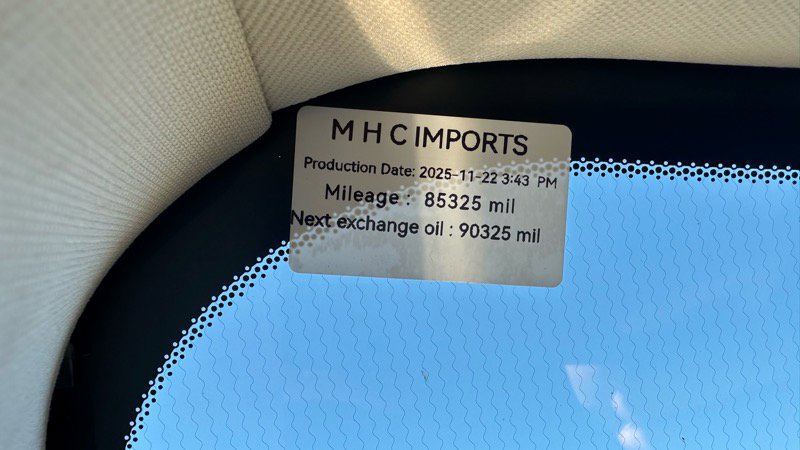 M H C IMPORTS
Production Date: 2025-11-22 3:43 PM
Mileage : 85325 mil
Next exchange oil : 90325 mil